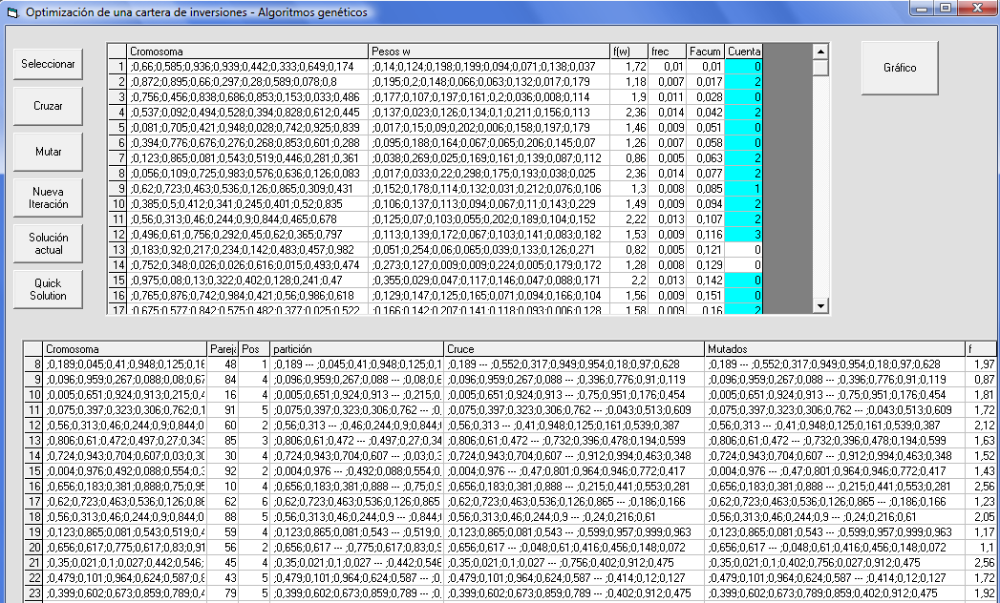 Optimización de una cartera de inversiones - Algoritmos genéticos
Seleccionar
Cruzar
Mutar
Nueva
Iteración
Solución
actual
Quick
Solution
Gráfico
Cromosoma Pesos w f(w) frec Facum Cuenta
1 ;0,66;0,585;0,936;0,939;0,442;0,333;0,649;0,174 ;0,14;0,124;0,198;0,199;0,094;0,071;0,138;0,037 1,72 0,01 0,01 0
2 ;0,872;0,895;0,66;0,297;0,28;0,589;0,078;0,8 ;0,195;0,2;0,148;0,066;0,063;0,132;0,017;0,179 1,18 0,007 0,017 2
3 ;0,756;0,456;0,838;0,686;0,853;0,153;0,033;0,486 ;0,177;0,107;0,197;0,161;0,2;0,036;0,008;0,114 1,9 0,011 0,028 0
4 ;0,537;0,092;0,494;0,528;0,394;0,828;0,612;0,445 ;0,137;0,023;0,126;0,134;0,1;0,211;0,156;0,113 2,36 0,014 0,042 2
5 ;0,081;0,705;0,421;0,948;0,028;0,742;0,925;0,839 ;0,017;0,15;0,09;0,202;0,006;0,158;0,197;0,179 1,46 0,009 0,051 0
6 ;0,394;0,776;0,676;0,276;0,268;0,853;0,601;0,288 ;0,095;0,188;0,164;0,067;0,065;0,206;0,145;0,07 1,26 0,007 0,058 0
7 ;0,123;0,865;0,081;0,543;0,519;0,446;0,281;0,361 ;0,038;0,269;0,025;0,169;0,161;0,139;0,087;0,112 0,86 0,005 0,063 2
8 ;0,056;0,109;0,725;0,983;0,576;0,636;0,126;0,083 ;0,017;0,033;0,22;0,298;0,175;0,193;0,038;0,025 2,36 0,014 0,077 2
9 ;0,62;0,723;0,463;0,536;0,126;0,865;0,309;0,431 ;0,152;0,178;0,114;0,132;0,031;0,212;0,076;0,106 1,3 0,008 0,085 1
10 ;0,385;0,5;0,412;0,341;0,245;0,401;0,52;0,835 ;0,106;0,137;0,113;0,094;0,067;0,11;0,143;0,229 1,49 0,009 0,094 2
11 ;0,56;0,313;0,46;0,244;0,9;0,844;0,465;0,678 ;0,125;0,07;0,103;0,055;0,202;0,189;0,104;0,152 2,22 0,013 0,107 2
12 ;0,496;0,61;0,756;0,292;0,45;0,62;0,365;0,797 ;0,113;0,139;0,172;0,067;0,103;0,141;0,083;0,182 1,53 0,009 0,116 3
13 ;0,183;0,92;0,217;0,234;0,142;0,483;0,457;0,982 ;0,051;0,254;0,06;0,065;0,039;0,133;0,126;0,271 0,82 0,005 0,121 0
14 ;0,752;0,348;0,026;0,026;0,616;0,015;0,493;0,474 ;0,273;0,127;0,009;0,009;0,224;0,005;0,179;0,172 1,28 0,008 0,129 0
15 ;0,975;0,08;0,13;0,322;0,402;0,128;0,241;0,47 ;0,355;0,029;0,047;0,117;0,146;0,047;0,088;0,171 2,2 0,013 0,142 0
16 ;0,765;0,876;0,742;0,984;0,421;0,56;0,986;0,618 ;0,129;0,147;0,125;0,165;0,071;0,094;0,166;0,104 1,56 0,009 0,151 0
17 ;0,675;0,577;0,842;0,575;0,482;0,377;0,025;0,522 ;0,166;0,142;0,207;0,141;0,118;0,093;0,006;0,128 1,58 0,009 0,16 2
Cromosoma Pareja Pos partición Cruce Mutados f
8 ;0,189;0,045;0,41;0,948;0,125;0,16 48 1 ;0,189 --- ;0,045;0,41;0,948;0,125;0,1 ;0,189 --- ;0,552;0,317;0,949;0,954;0,18;0,97;0,628 ;0,189 --- ;0,552;0,317;0,949;0,954;0,18;0,97;0,628 1,97
9 ;0,096;0,959;0,267;0,088;0,08;0,67 84 4 ;0,096;0,959;0,267;0,088 --- ;0,08;0,6 ;0,096;0,959;0,267;0,088 --- ;0,396;0,776;0,91;0,119 ;0,096;0,959;0,267;0,088 --- ;0,396;0,776;0,91;0,119 0,87
10 ;0,005;0,651;0,924;0,913;0,215;0,4 16 4 ;0,005;0,651;0,924;0,913 --- ;0,215;0, ;0,005;0,651;0,924;0,913 --- ;0,75;0,951;0,176;0,454 ;0,005;0,651;0,924;0,913 --- ;0,75;0,951;0,176;0,454 1,81
11 ;0,075;0,397;0,323;0,306;0,762;0,1 91 5 ;0,075;0,397;0,323;0,306;0,762 --- ;0, ;0,075;0,397;0,323;0,306;0,762 --- ;0,043;0,513;0,609 ;0,075;0,397;0,323;0,306;0,762 --- ;0,043;0,513;0,609 1,72
12 ;0,56;0,313;0,46;0,244;0,9;0,844;0, 60 2 ;0,56;0,313 --- ;0,46;0,244;0,9;0,844; ;0,56;0,313 --- ;0,41;0,948;0,125;0,161;0,539;0,387 ;0,56;0,313 --- ;0,41;0,948;0,125;0,161;0,539;0,387 2,12
13 ;0,806;0,61;0,472;0,497;0,27;0,343 85 3 ;0,806;0,61;0,472 --- ;0,497;0,27;0,34 ;0,806;0,61;0,472 --- ;0,732;0,396;0,478;0,194;0,599 ;0,806;0,61;0,472 --- ;0,732;0,396;0,478;0,194;0,599 1,63
14 ;0,724;0,943;0,704;0,607;0,03;0,30 30 4 ;0,724;0,943;0,704;0,607 --- ;0,03;0,3 ;0,724;0,943;0,704;0,607 --- ;0,912;0,994;0,463;0,348 ;0,724;0,943;0,704;0,607 --- ;0,912;0,994;0,463;0,348 1,52
15 ;0,004;0,976;0,492;0,088;0,554;0,3 92 2 ;0,004;0,976 --- ;0,492;0,088;0,554;0, ;0,004;0,976 --- ;0,47;0,801;0,964;0,946;0,772;0,417 ;0,004;0,976 --- ;0,47;0,801;0,964;0,946;0,772;0,417 1,43
16 ;0,656;0,183;0,381;0,888;0,75;0,95 10 4 ;0,656;0,183;0,381;0,888 --- ;0,75;0,9 ;0,656;0,183;0,381;0,888 --- ;0,215;0,441;0,553;0,281 ;0,656;0,183;0,381;0,888 --- ;0,215;0,441;0,553;0,281 2,56
17 ;0,62;0,723;0,463;0,536;0,126;0,86 62 6 ;0,62;0,723;0,463;0,536;0,126;0,865 ;0,62;0,723;0,463;0,536;0,126;0,865 --- ;0,186;0,166 ;0,62;0,723;0,463;0,536;0,126;0,865 --- ;0,186;0,166 1,23
18 ;0,56;0,313;0,46;0,244;0,9;0,844;0, 88 5 ;0,56;0,313;0,46;0,244;0,9 --- ;0,844; ;0,56;0,313;0,46;0,244;0,9 --- ;0,24;0,216;0,61 ;0,56;0,313;0,46;0,244;0,9 --- ;0,24;0,216;0,61 2,05
19 ;0,123;0,865;0,081;0,543;0,519;0,4 59 4 ;0,123;0,865;0,081;0,543 --- ;0,519;0, ;0,123;0,865;0,081;0,543 --- ;0,599;0,957;0,999;0,963 ;0,123;0,865;0,081;0,543 --- ;0,599;0,957;0,999;0,963 1,17
20 ;0,656;0,617;0,775;0,617;0,83;0,91 56 2 ;0,656;0,617 --- ;0,775;0,617;0,83;0,9 ;0,656;0,617 --- ;0,048;0,61;0,416;0,456;0,148;0,072 ;0,656;0,617 --- ;0,048;0,61;0,416;0,456;0,148;0,072 1,1
21 ;0,35;0,021;0,1;0,027;0,442;0,546; 45 4 ;0,35;0,021;0,1;0,027 --- ;0,442;0,546 ;0,35;0,021;0,1;0,027 --- ;0,756;0,402;0,912;0,475 ;0,35;0,021;0,1;0,402;0,756;0,027;0,912;0,475 2,56
22 ;0,479;0,101;0,964;0,624;0,587;0,8 43 5 ;0,479;0,101;0,964;0,624;0,587 --- ;0, ;0,479;0,101;0,964;0,624;0,587 --- ;0,414;0,12;0,127 ;0,479;0,101;0,964;0,624;0,587 --- ;0,414;0,12;0,127 1,72
23 ;0,399;0,602;0,673;0,859;0,789;0,4 79 5 ;0,399;0,602;0,673;0,859;0,789 --- ;0, ;0,399;0,602;0,673;0,859;0,789 --- ;0,402;0,912;0,475 ;0,399;0,602;0,673;0,789;0,859;0,402;0,912;0,475 1,92